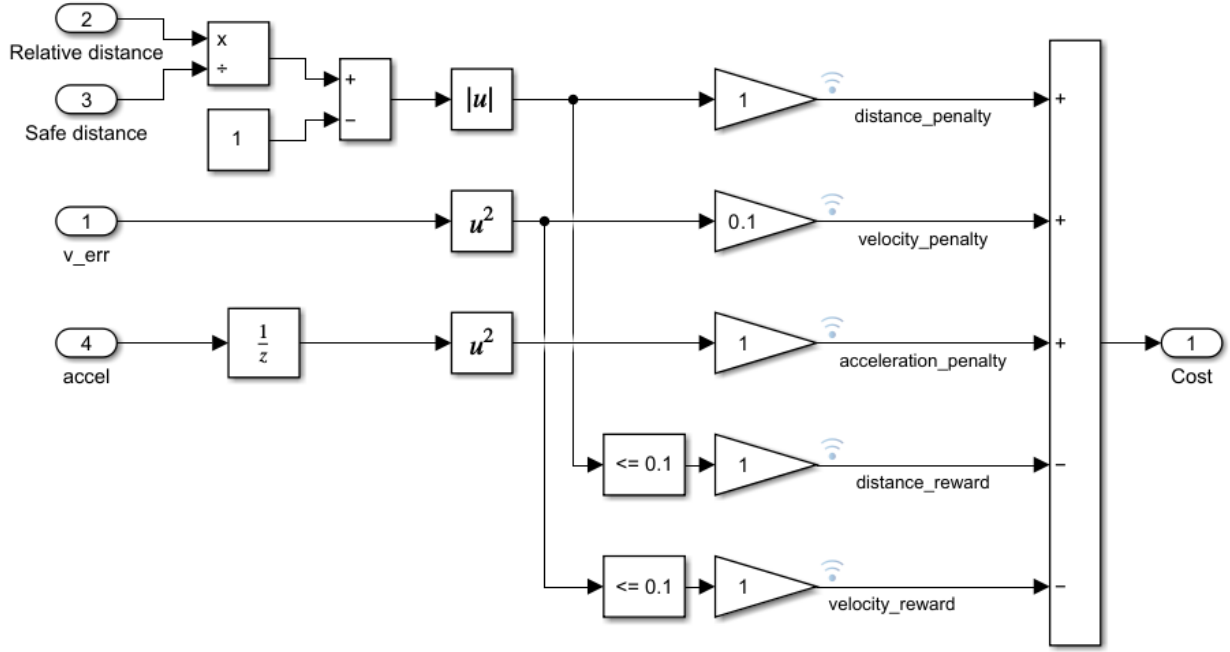 2
Relative distance
3
Safe distance
×
÷
1
+
−
|u|
1
distance_penalty
+
1
v_err
u²
0.1
velocity_penalty
+
4
accel
1
z
u²
1
acceleration_penalty
+
1
Cost
<= 0.1
1
distance_reward
−
<= 0.1
1
velocity_reward
−